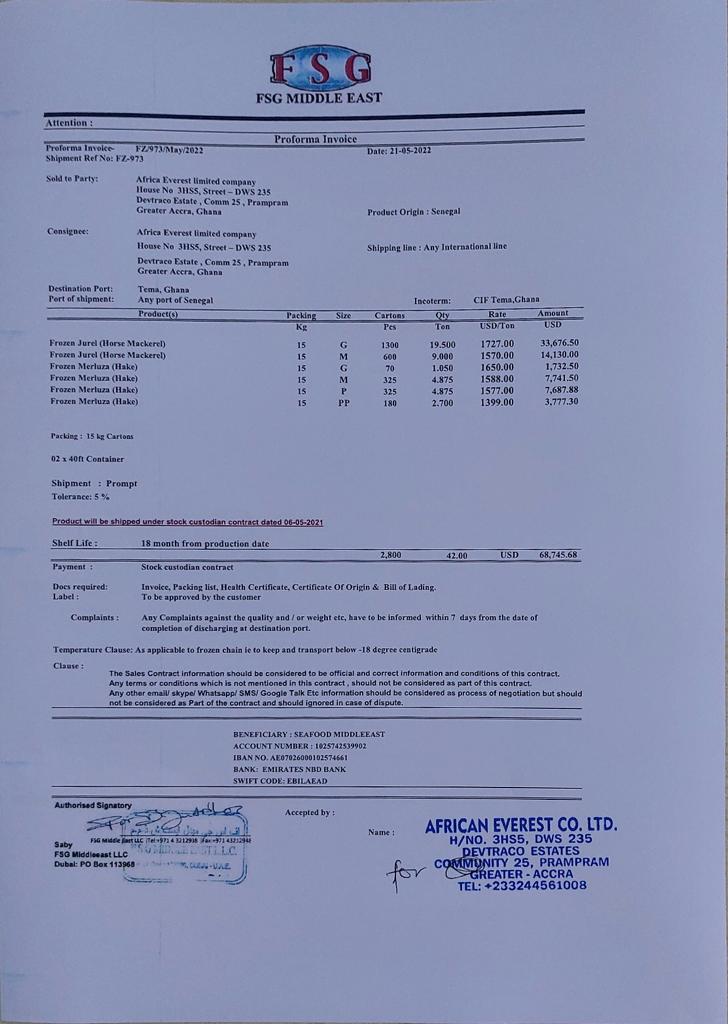 FSG
FSG MIDDLE EAST
Attention :
Proforma Invoice
Proforma Invoice- FZ/973/May/2022 Date: 21-05-2022
Shipment Ref No: FZ-973
Sold to Party: Africa Everest limited company
House No 3HS5, Street – DWS 235
Devtraco Estate , Comm 25 , Prampram
Greater Accra, Ghana Product Origin : Senegal
Consignee: Africa Everest limited company
House No 3HS5, Street – DWS 235 Shipping line : Any International line
Devtraco Estate , Comm 25 , Prampram
Greater Accra, Ghana
Destination Port: Tema, Ghana
Port of shipment: Any port of Senegal Incoterm: CIF Tema,Ghana
Product(s) Packing Size Cartons Qty Rate Amount
Kg Pcs Ton USD/Ton USD
Frozen Jurel (Horse Mackerel) 15 G 1300 19.500 1727.00 33,676.50
Frozen Jurel (Horse Mackerel) 15 M 600 9.000 1570.00 14,130.00
Frozen Merluza (Hake) 15 G 70 1.050 1650.00 1,732.50
Frozen Merluza (Hake) 15 M 325 4.875 1588.00 7,741.50
Frozen Merluza (Hake) 15 P 325 4.875 1577.00 7,687.88
Frozen Merluza (Hake) 15 PP 180 2.700 1399.00 3,777.30
Packing : 15 kg Cartons
02 x 40ft Container
Shipment : Prompt
Tolerance: 5 %
Product will be shipped under stock custodian contract dated 06-05-2021
Shelf Life : 18 month from production date
2,800 42.00 USD 68,745.68
Payment : Stock custodian contract
Docs required: Invoice, Packing list, Health Certificate, Certificate Of Origin & Bill of Lading.
Label : To be approved by the customer
Complaints : Any Complaints against the quality and / or weight etc, have to be informed within 7 days from the date of
completion of discharging at destination port.
Temperature Clause: As applicable to frozen chain ie to keep and transport below -18 degree centigrade
Clause :
The Sales Contract information should be considered to be official and correct information and conditions of this contract.
Any terms or conditions which is not mentioned in this contract , should not be considered as part of this contract.
Any other email/ skype/ Whatsapp/ SMS/ Google Talk Etc information should be considered as process of negotiation but should
not be considered as Part of the contract and should ignored in case of dispute.
BENEFICIARY : SEAFOOD MIDDLEEAST
ACCOUNT NUMBER : 1025742539902
IBAN NO. AE07026000102574661
BANK: EMIRATES NBD BANK
SWIFT CODE: EBILAEAD
Authorised Signatory
Accepted by :
Name :
FSG Middle East LLC Tel:+971 4 3212938 Fax:+971 43212948
Saby
FSG Middleeast LLC
Dubai: PO Box 113968
for
AFRICAN EVEREST CO. LTD.
H/NO. 3HS5, DWS 235
DEVTRACO ESTATES
COMMUNITY 25, PRAMPRAM
GREATER - ACCRA
TEL: +233244561008